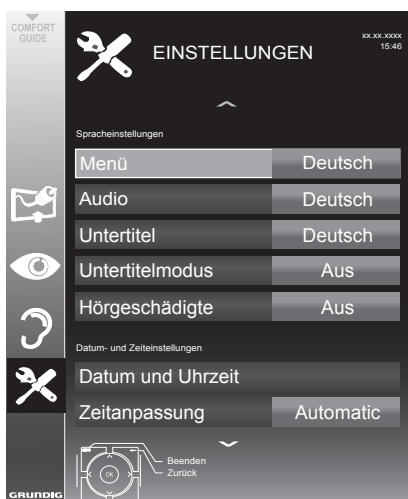 COMFORT
GUIDE
EINSTELLUNGEN
xx.xx.xxxx
15:46
Spracheinstellungen
Menü Deutsch
Audio Deutsch
Untertitel Deutsch
Untertitelmodus Aus
Hörgeschädigte Aus
Datum- und Zeiteinstellungen
Datum und Uhrzeit
Zeitanpassung Automatic
OK
Beenden
Zurück
GRUNDIG